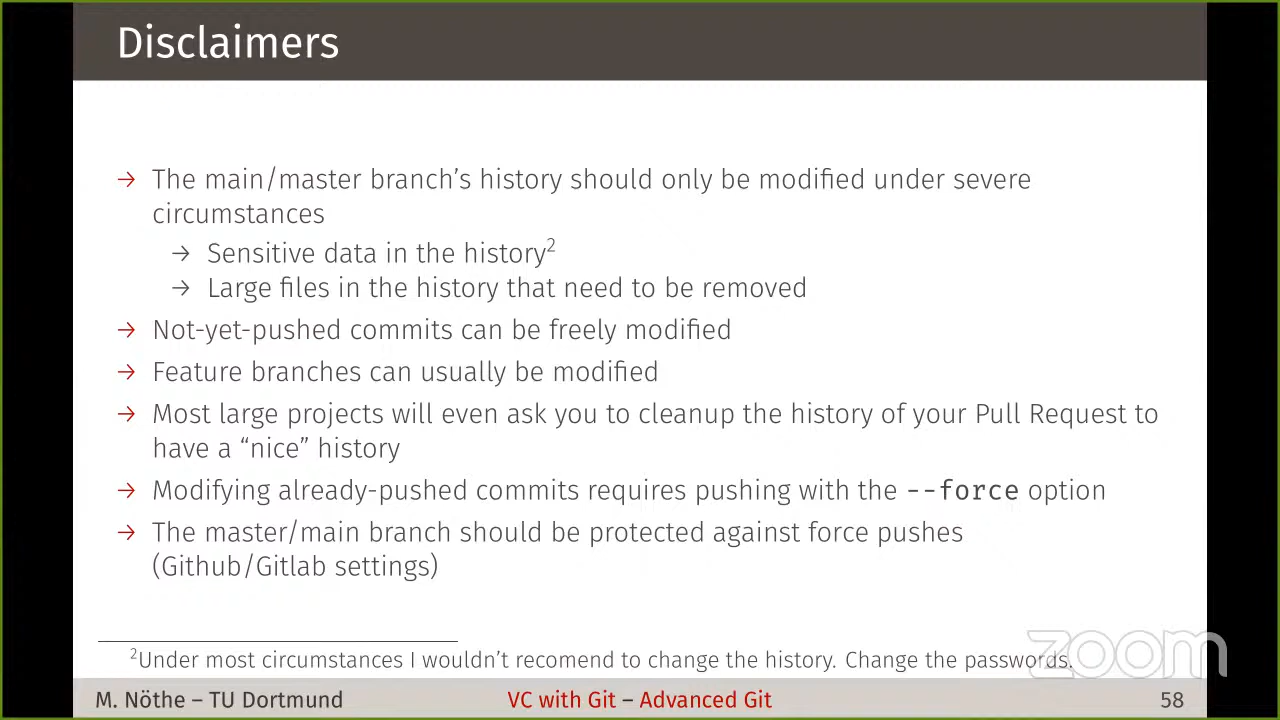 Disclaimers
→ The main/master branch’s history should only be modified under severe
circumstances
→ Sensitive data in the history²
→ Large files in the history that need to be removed
→ Not-yet-pushed commits can be freely modified
→ Feature branches can usually be modified
→ Most large projects will even ask you to cleanup the history of your Pull Request to
have a “nice” history
→ Modifying already-pushed commits requires pushing with the --force option
→ The master/main branch should be protected against force pushes
(Github/Gitlab settings)
²Under most circumstances I wouldn’t recomend to change the history. Change the passwords.
zoom
M. Nöthe – TU Dortmund VC with Git – Advanced Git 58